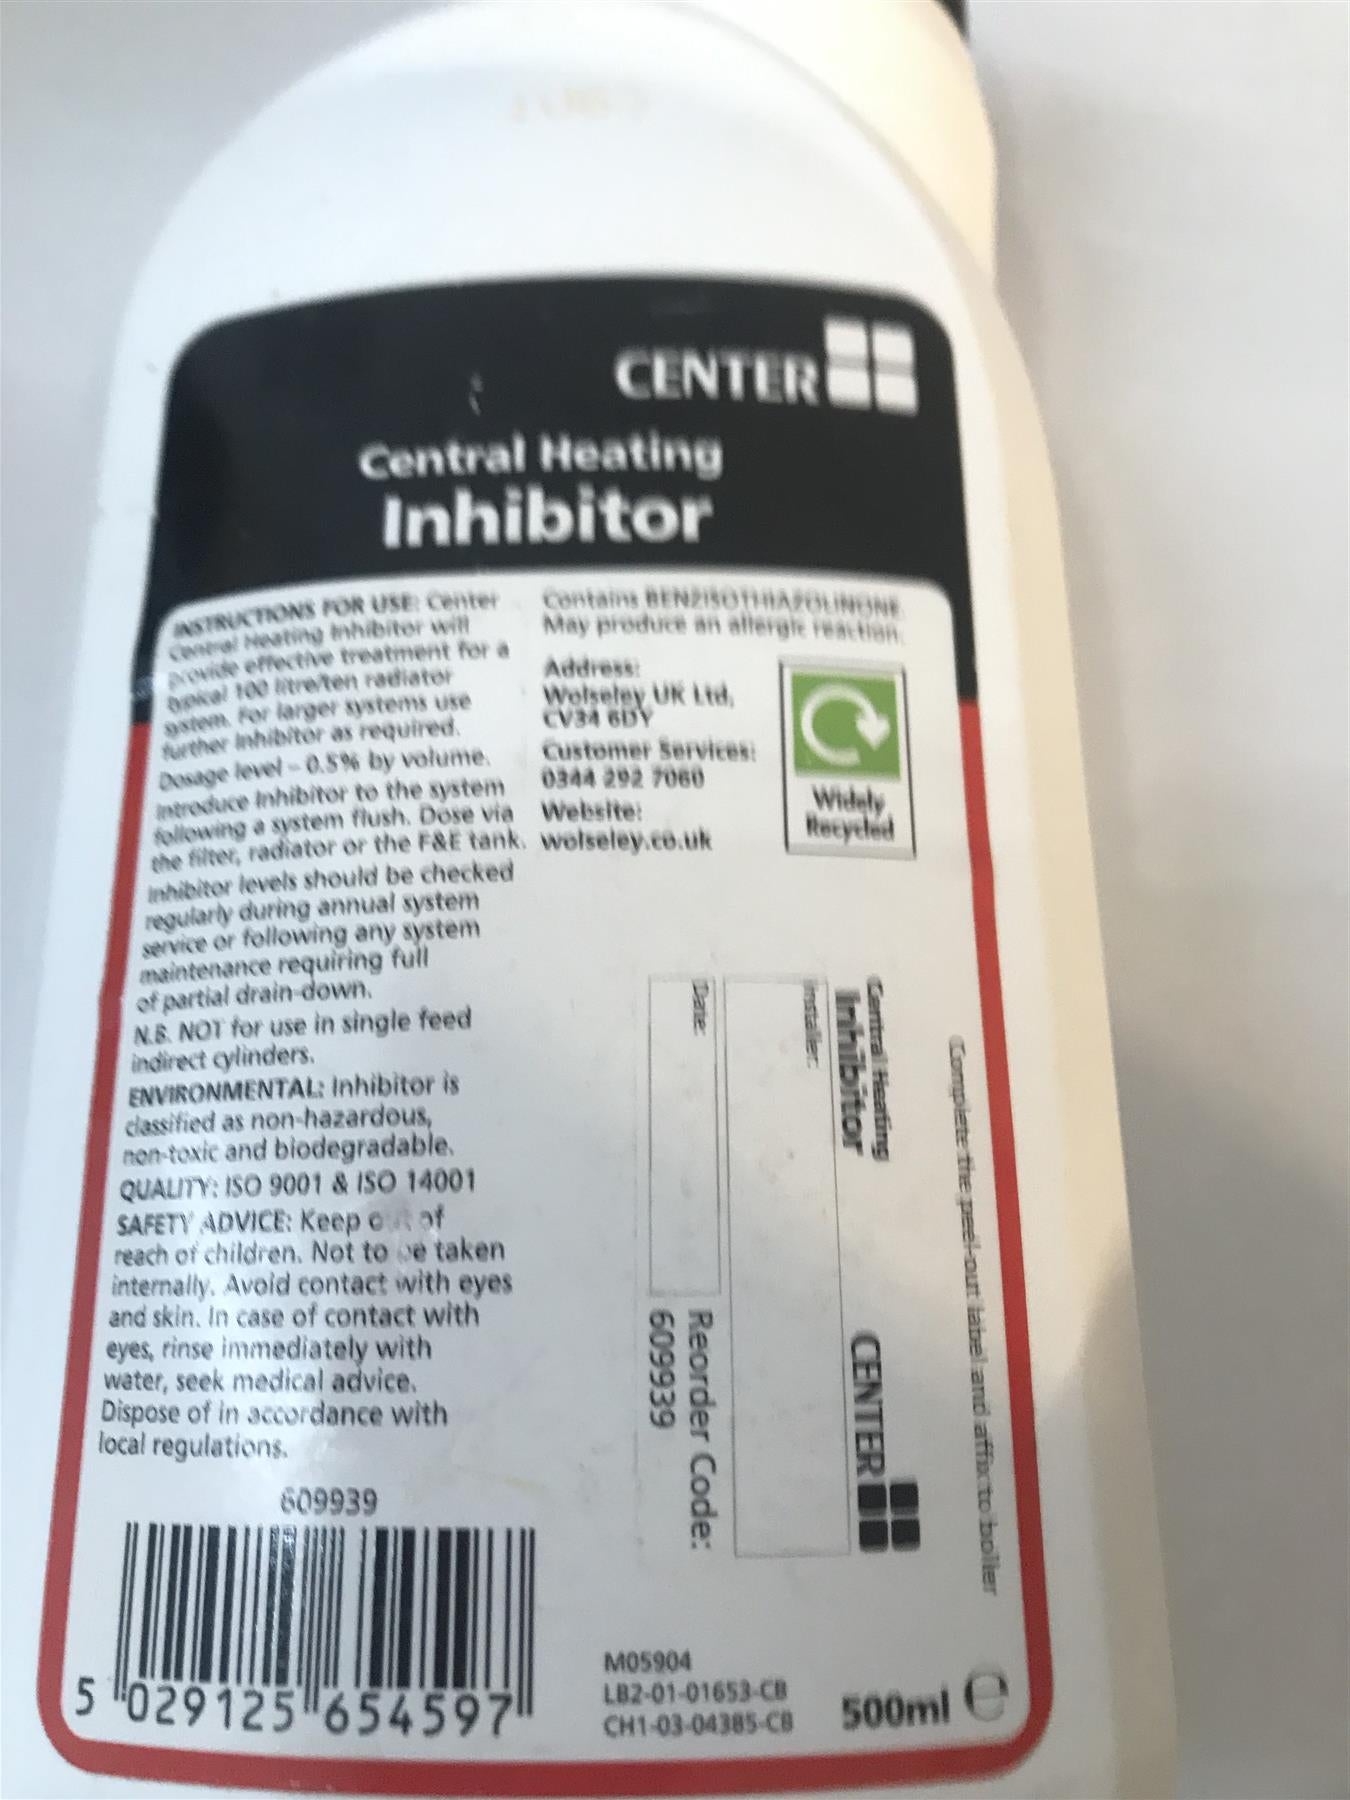 CENTER
Central Heating
Inhibitor
INSTRUCTIONS FOR USE: Center
Central Heating Inhibitor will
provide effective treatment for a
typical 100 litre/ten radiator
system. For larger systems use
further Inhibitor as required.
Dosage level - 0.5% by volume.
Introduce Inhibitor to the system
following a system flush. Dose via
the filter, radiator or the F&E tank.
Inhibitor levels should be checked
regularly during annual system
service or following any system
maintenance requiring full
of partial drain-down.
N.B. NOT for use in single feed
indirect cylinders.
ENVIRONMENTAL: Inhibitor is
classified as non-hazardous,
non-toxic and biodegradable.
QUALITY: ISO 9001 & ISO 14001
SAFETY ADVICE: Keep out of
reach of children. Not to be taken
internally. Avoid contact with eyes
and skin. In case of contact with
eyes, rinse immediately with
water, seek medical advice.
Dispose of in accordance with
local regulations.
609939
5 029125 654597
Contains BENZISOTHIAZOLINONE.
May produce an allergic reaction.
Address:
Wolseley UK Ltd,
CV34 6DY
Customer Services:
0344 292 7060
Website:
wolseley.co.uk
Widely
Recycled
Complete the peel-out label and affix to boiler
Central Heating
Inhibitor
CENTER
Installer:
Date:
Reorder Code:
609939
M05904
LB2-01-01653-CB
CH1-03-04385-CB
500ml e